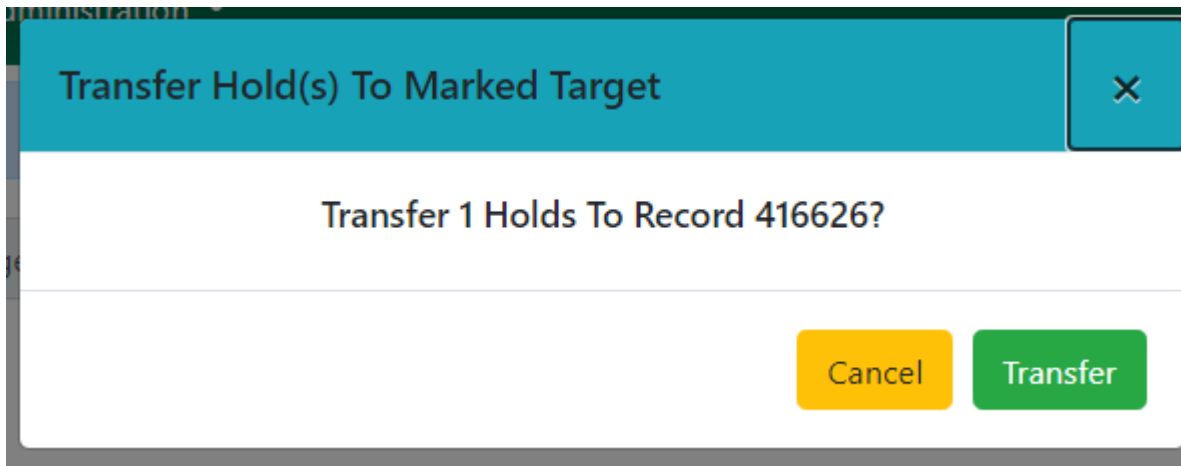 Transfer Hold(s) To Marked Target
×
Transfer 1 Holds To Record 416626?
Cancel Transfer